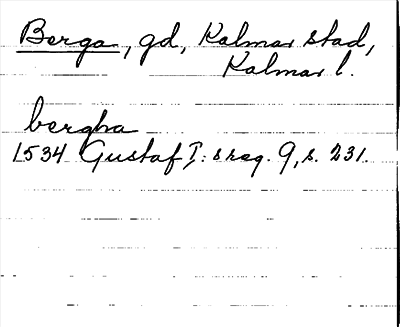 Berga, gd, Kalmar stad,
Kalmar l.
bergha
1534 Gustaf I:s reg. 9, s. 231.